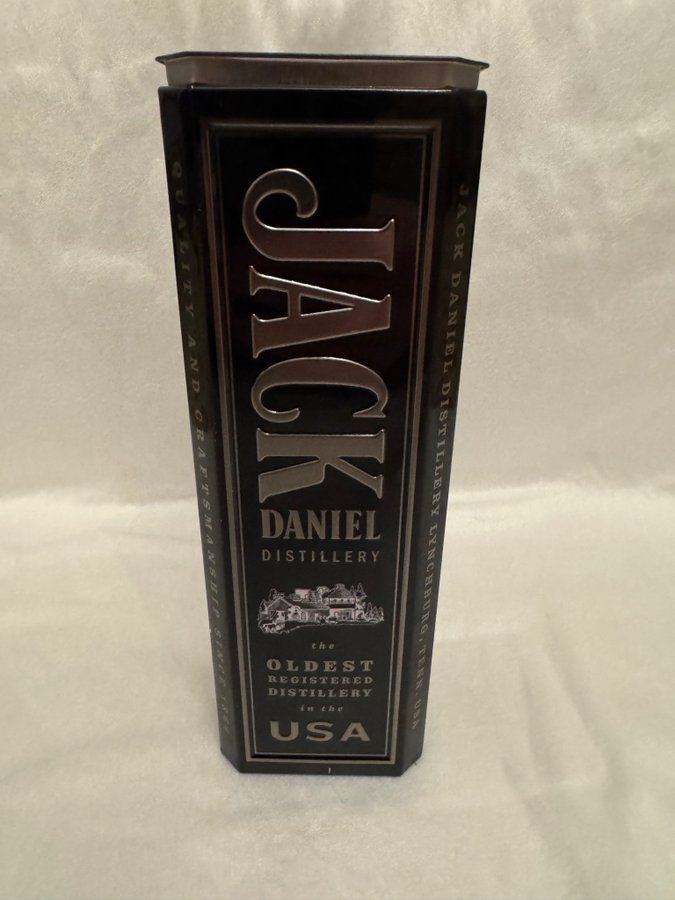 QUALITY AND CRAFTSMANSHIP SINCE
JACK
DANIEL
DISTILLERY
the
OLDEST
REGISTERED
DISTILLERY
in the
USA
JACK DANIEL DISTILLERY LYNCHBURG, TENN. USA